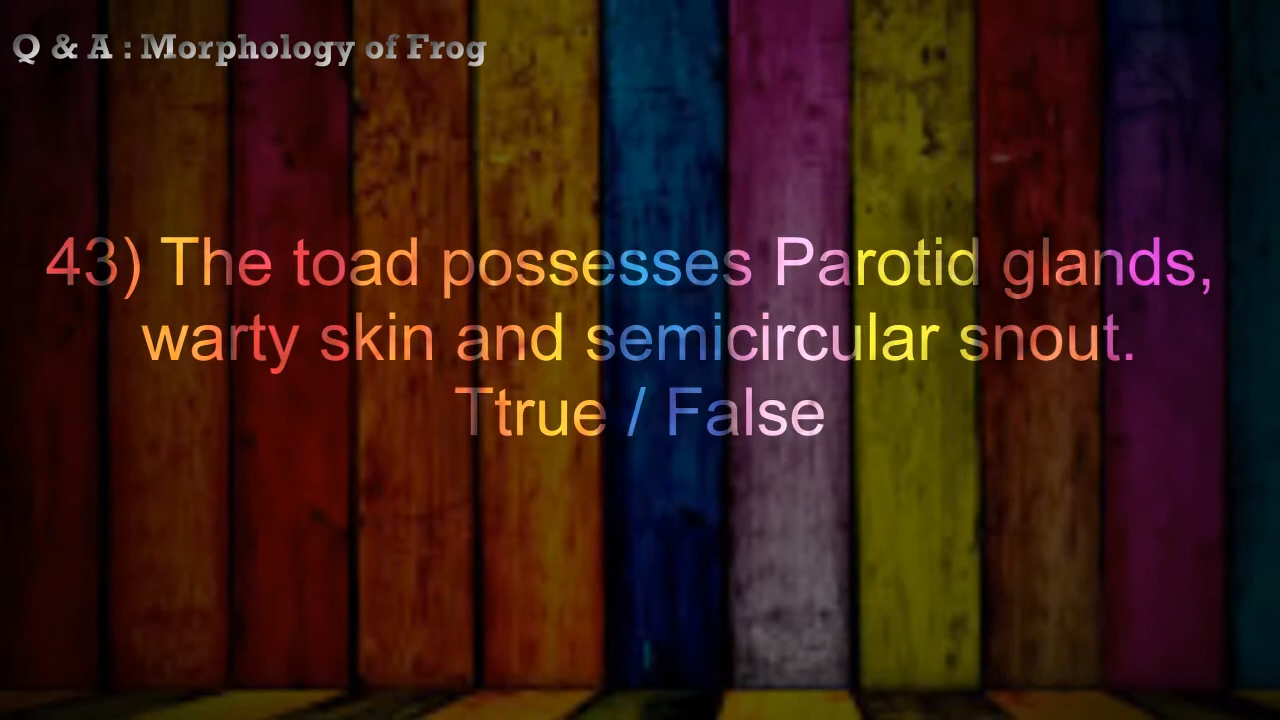 Q & A : Morphology of Frog
43) The toad possesses Parotid glands,
warty skin and semicircular snout.
Ttrue / False